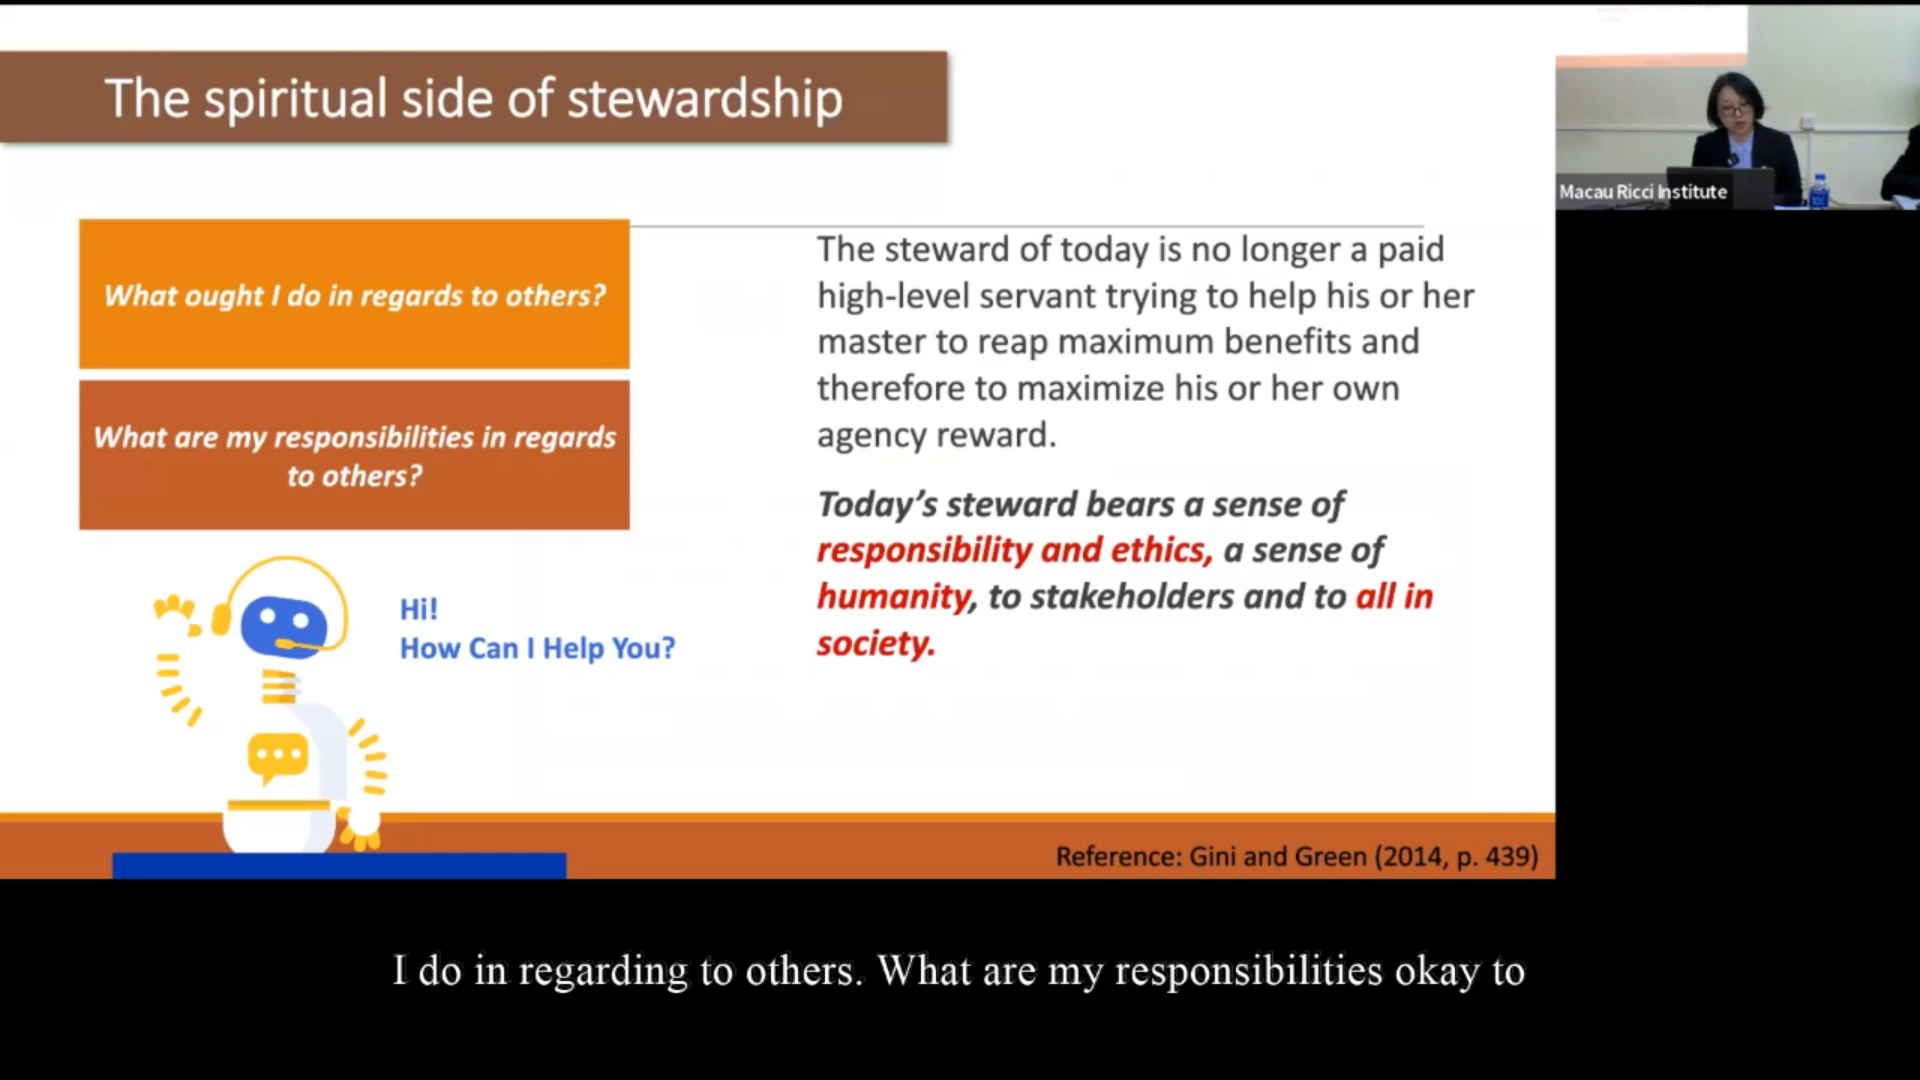 The spiritual side of stewardship
What ought I do in regards to others?
What are my responsibilities in regards
to others?
Hi!
How Can I Help You?
The steward of today is no longer a paid
high-level servant trying to help his or her
master to reap maximum benefits and
therefore to maximize his or her own
agency reward.
Today’s steward bears a sense of
responsibility and ethics, a sense of
humanity, to stakeholders and to all in
society.
Reference: Gini and Green (2014, p. 439)
Macau Ricci Institute
I do in regarding to others. What are my responsibilities okay to